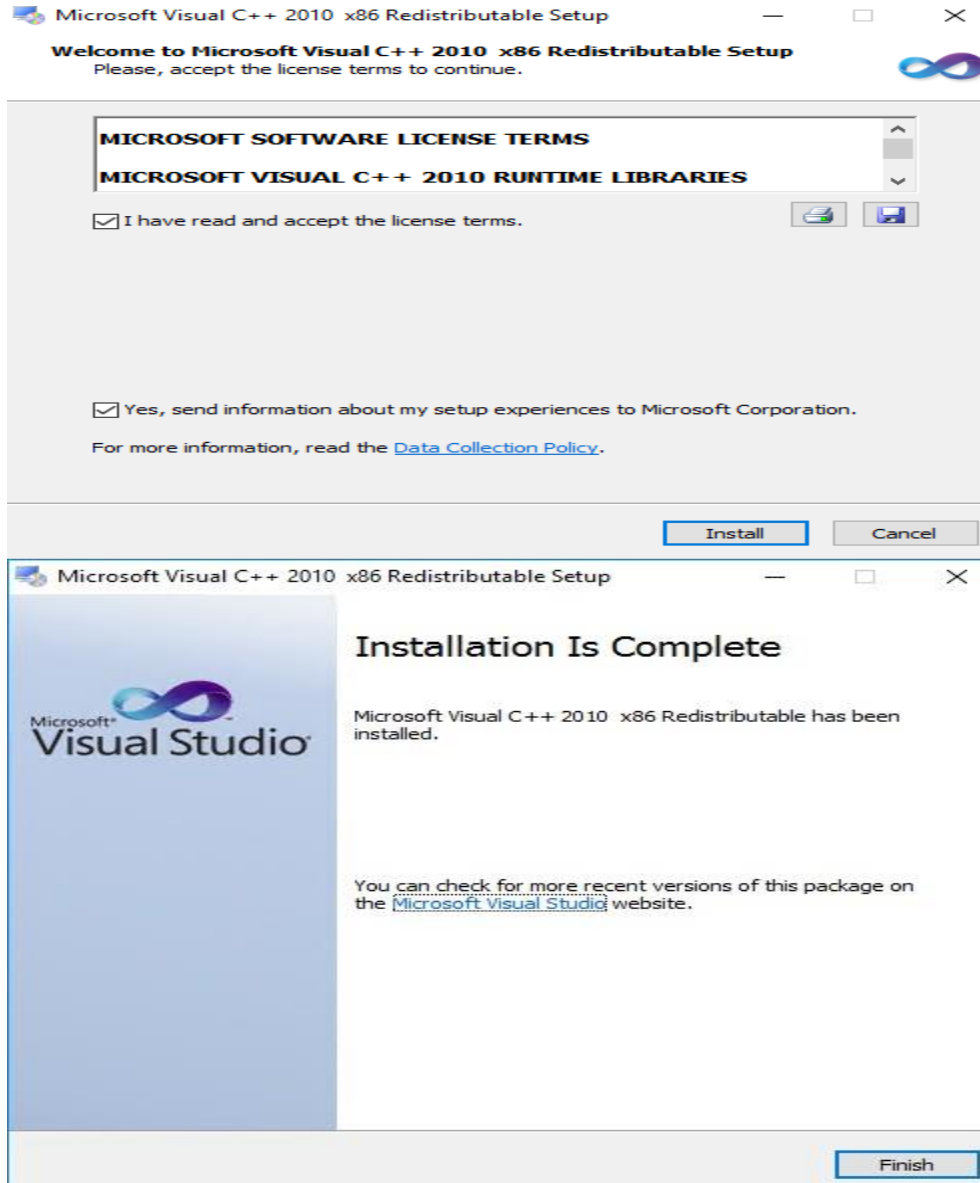 Microsoft Visual C++ 2010 x86 Redistributable Setup
Welcome to Microsoft Visual C++ 2010 x86 Redistributable Setup
Please, accept the license terms to continue.
MICROSOFT SOFTWARE LICENSE TERMS
MICROSOFT VISUAL C++ 2010 RUNTIME LIBRARIES
I have read and accept the license terms.
Yes, send information about my setup experiences to Microsoft Corporation.
For more information, read the Data Collection Policy.
Install Cancel
Microsoft Visual C++ 2010 x86 Redistributable Setup
Installation Is Complete
Microsoft
Visual Studio
Microsoft Visual C++ 2010 x86 Redistributable has been
installed.
You can check for more recent versions of this package on
the Microsoft Visual Studio website.
Finish